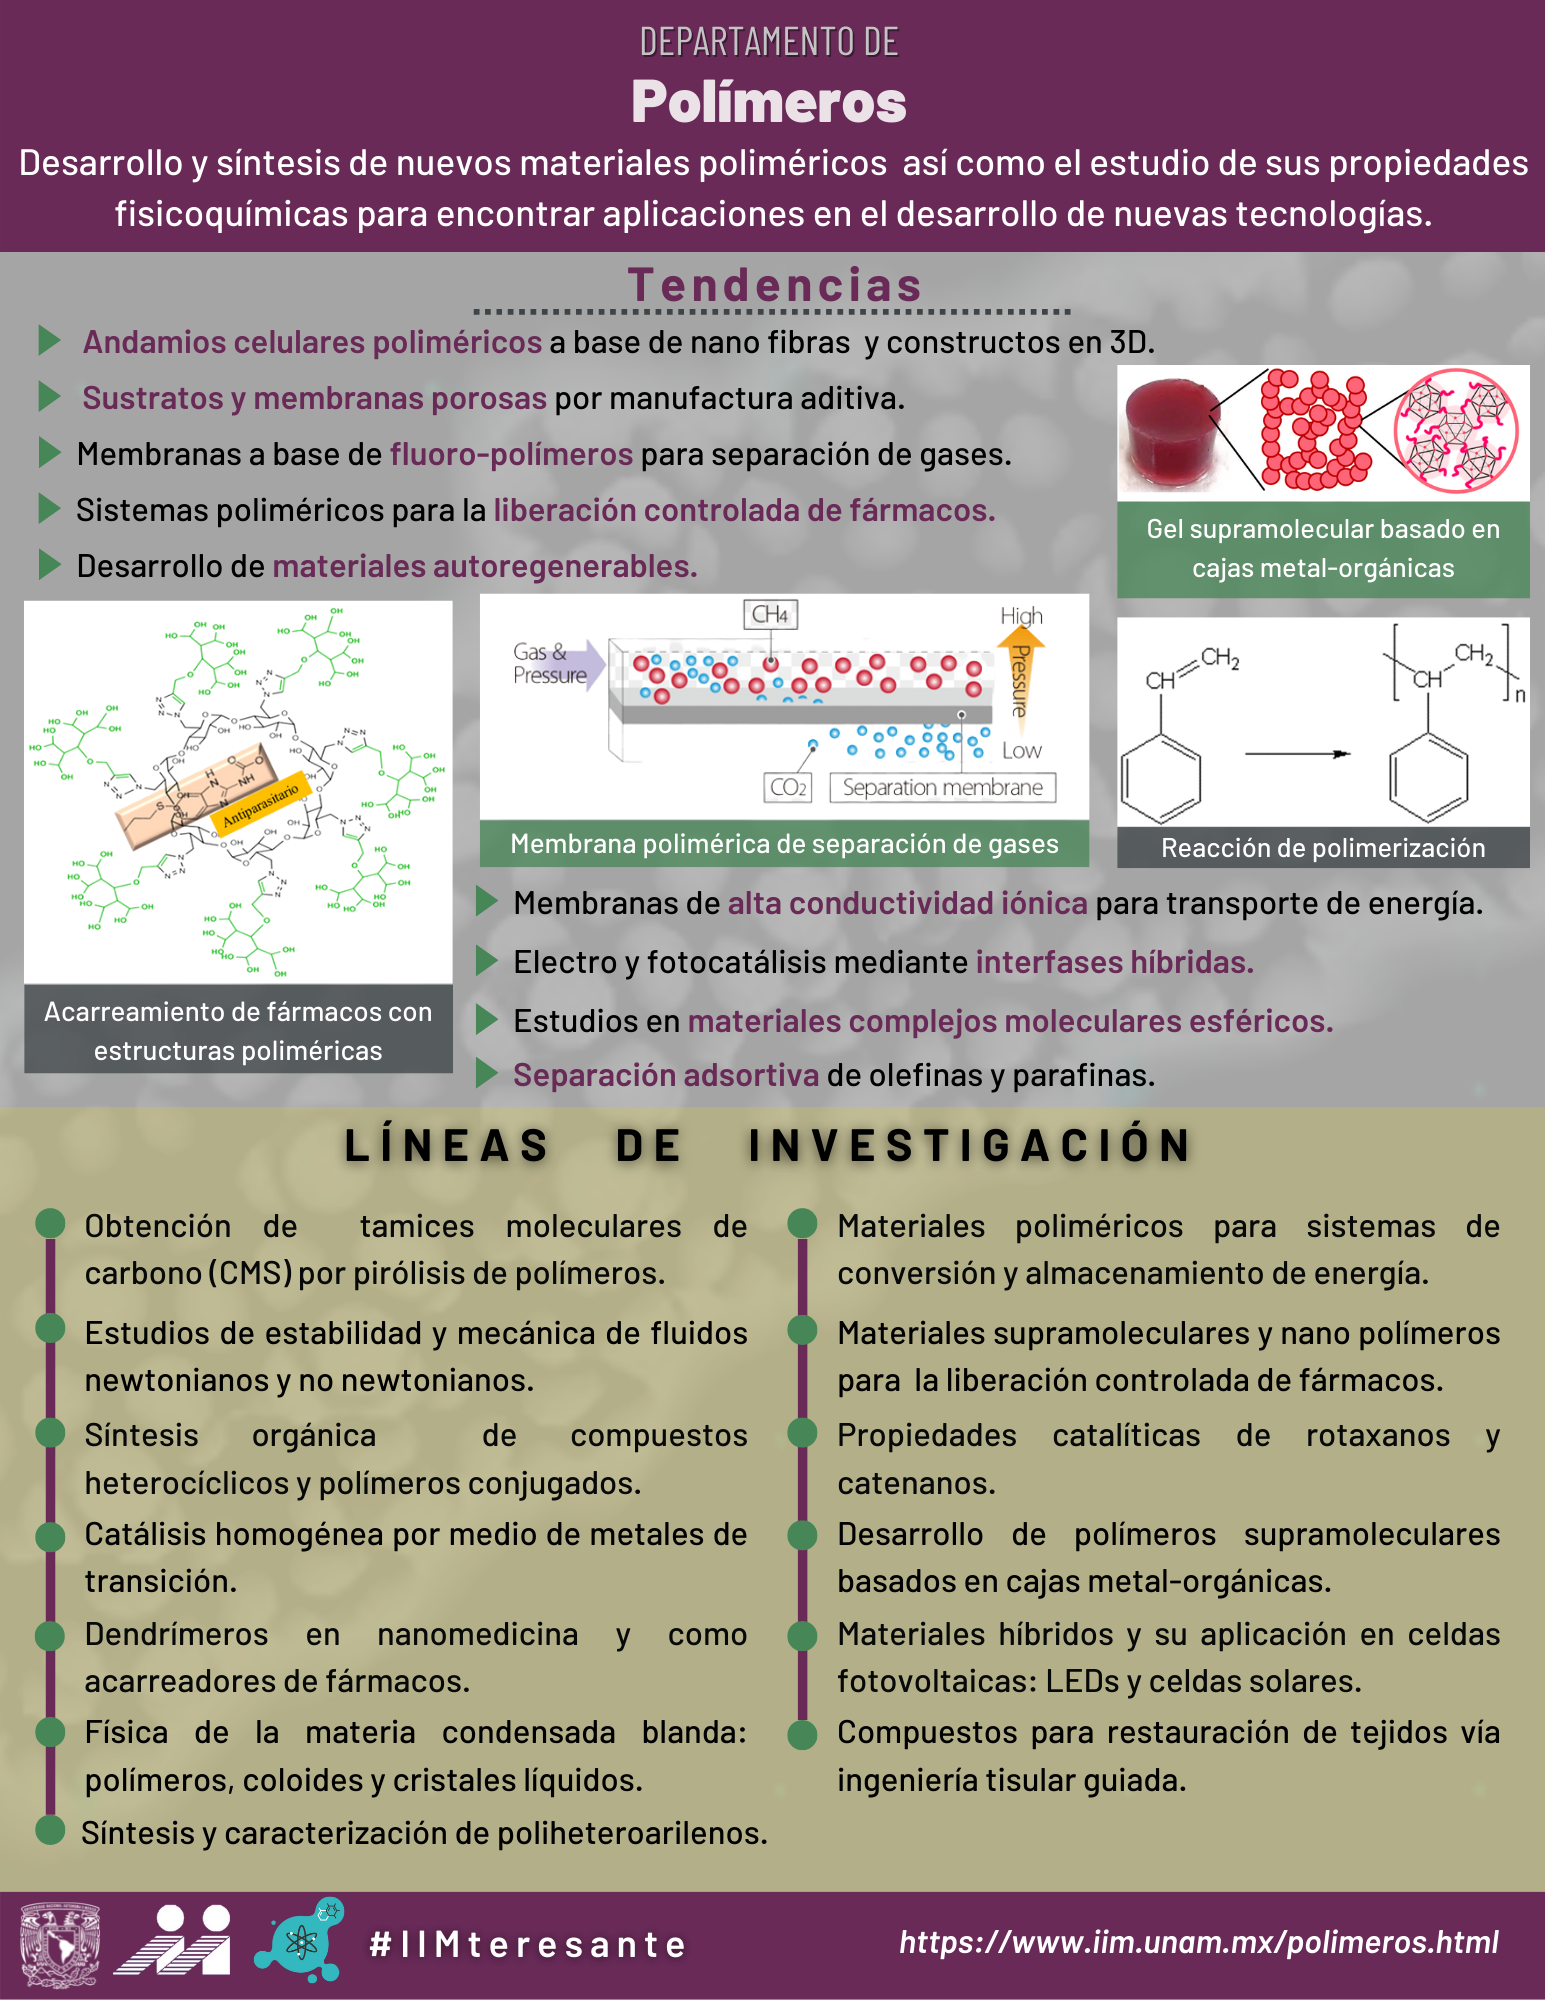 DEPARTAMENTO DE
Polímeros
Desarrollo y síntesis de nuevos materiales poliméricos así como el estudio de sus propiedades
fisicoquímicas para encontrar aplicaciones en el desarrollo de nuevas tecnologías.
Tendencias
Andamios celulares poliméricos a base de nano fibras y constructos en 3D.
Sustratos y membranas porosas por manufactura aditiva.
Membranas a base de fluoro-polímeros para separación de gases.
Sistemas poliméricos para la liberación controlada de fármacos.
Desarrollo de materiales autoregenerables.
Gel supramolecular basado en
cajas metal-orgánicas
Antiparasitario
Acarreamiento de fármacos con
estructuras poliméricas
CH4
Gas &
Pressure
High
Pressure
Low
CO2
Separation membrane
Membrana polimérica de separación de gases
CH
CH2
CH
CH2
n
Reacción de polimerización
Membranas de alta conductividad iónica para transporte de energía.
Electro y fotocatálisis mediante interfases híbridas.
Estudios en materiales complejos moleculares esféricos.
Separación adsortiva de olefinas y parafinas.
LÍNEAS DE INVESTIGACIÓN
Obtención de tamices moleculares de
carbono (CMS) por pirólisis de polímeros.
Estudios de estabilidad y mecánica de fluidos
newtonianos y no newtonianos.
Síntesis orgánica de compuestos
heterocíclicos y polímeros conjugados.
Catálisis homogénea por medio de metales de
transición.
Dendrímeros en nanomedicina y como
acarreadores de fármacos.
Física de la materia condensada blanda:
polímeros, coloides y cristales líquidos.
Síntesis y caracterización de poliheteroarilenos.
Materiales poliméricos para sistemas de
conversión y almacenamiento de energía.
Materiales supramoleculares y nano polímeros
para la liberación controlada de fármacos.
Propiedades catalíticas de rotaxanos y
catenanos.
Desarrollo de polímeros supramoleculares
basados en cajas metal-orgánicas.
Materiales híbridos y su aplicación en celdas
fotovoltaicas: LEDs y celdas solares.
Compuestos para restauración de tejidos vía
ingeniería tisular guiada.
#IIMteresante
https://www.iim.unam.mx/polimeros.html